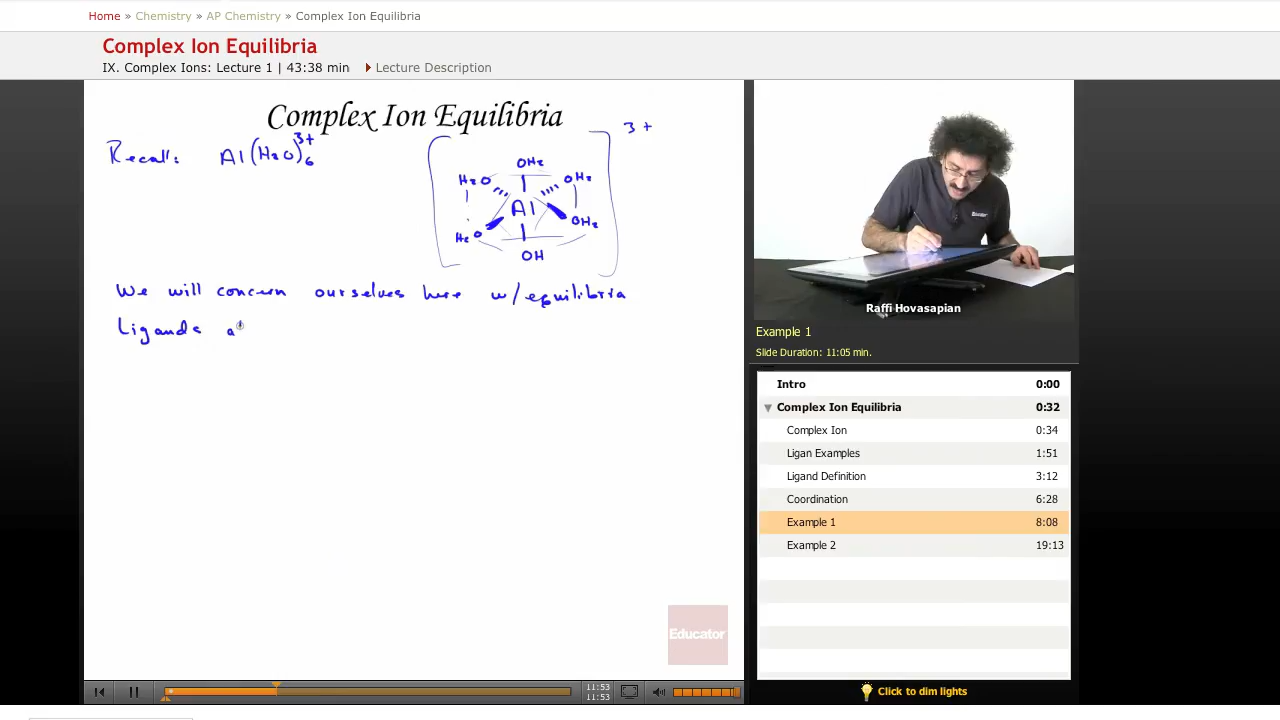 Home » Chemistry » AP Chemistry » Complex Ion Equilibria
Complex Ion Equilibria
IX. Complex Ions: Lecture 1 | 43:38 min
Lecture Description
Complex Ion Equilibria
Recall: Al(H2O)6 3+
3+
OH2
H2O OH2
Al
H2O OH2
OH
We will concern ourselves here w/ equilibria
Ligands a
Educator
Raffi Hovasapian
Example 1
Slide Duration: 11:05 min.
Intro 0:00
Complex Ion Equilibria 0:32
Complex Ion 0:34
Ligan Examples 1:51
Ligand Definition 3:12
Coordination 6:28
Example 1 8:08
Example 2 19:13
11:53
11:53
Click to dim lights